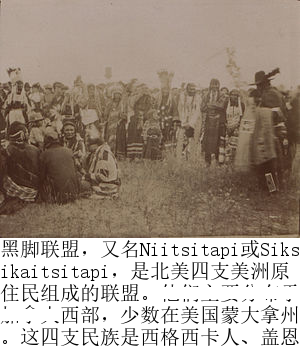 黑脚联盟，又名Niitsitapi或Siks
ikaitsitapi，是北美四支美洲原
住民组成的联盟。
西部，少数在美国蒙大拿州
。这四支民族是西格西卡人、盖恩